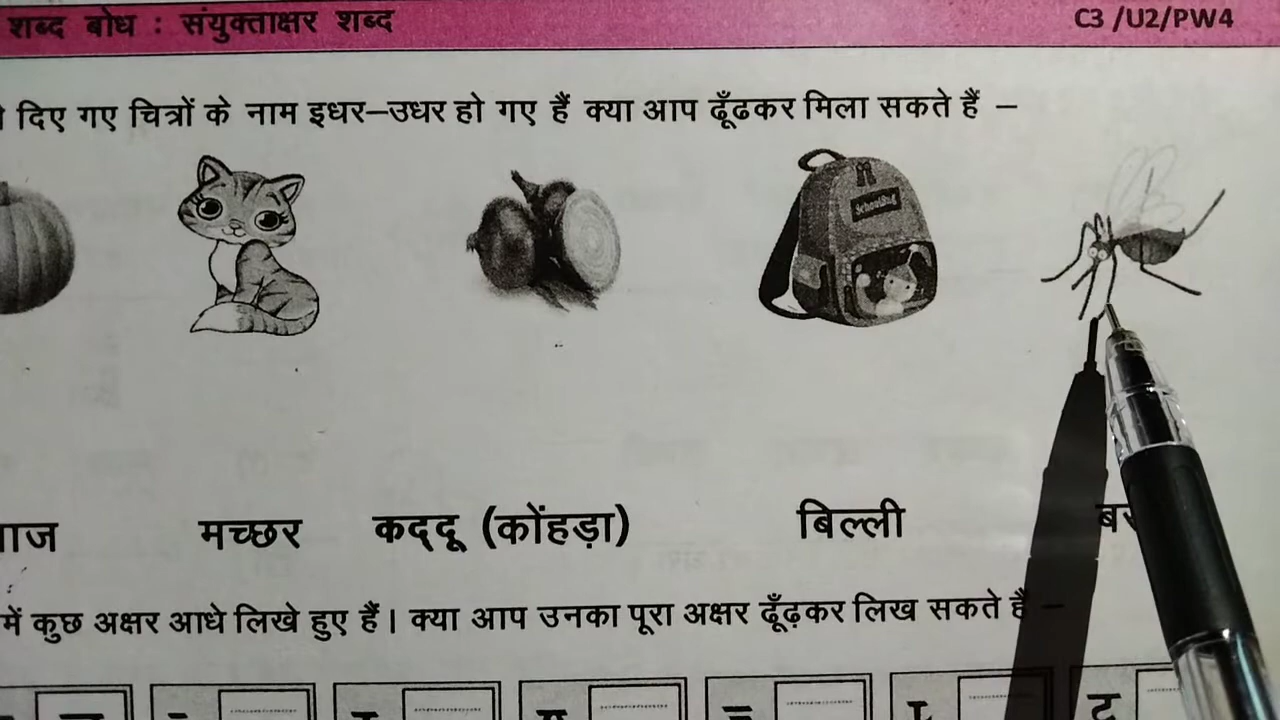 शब्द बोध : संयुक्ताक्षर शब्द C3 /U2/PW4
दिए गए चित्रों के नाम इधर–उधर हो गए हैं क्या आप ढूँढकर मिला सकते हैं –
SchoolBag
मच्छर कद्दू (कोंहड़ा) बिल्ली
में कुछ अक्षर आधे लिखे हुए हैं। क्या आप उनका पूरा अक्षर ढूँढ़कर लिख सकते हैं –